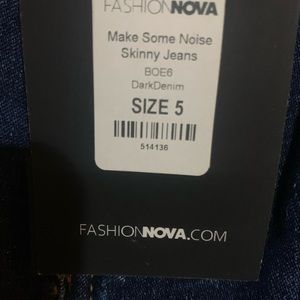 FASHIONNOVA
Make Some Noise
Skinny Jeans
BOE6
DarkDenim
SIZE 5
514136
FASHIONNOVA.COM